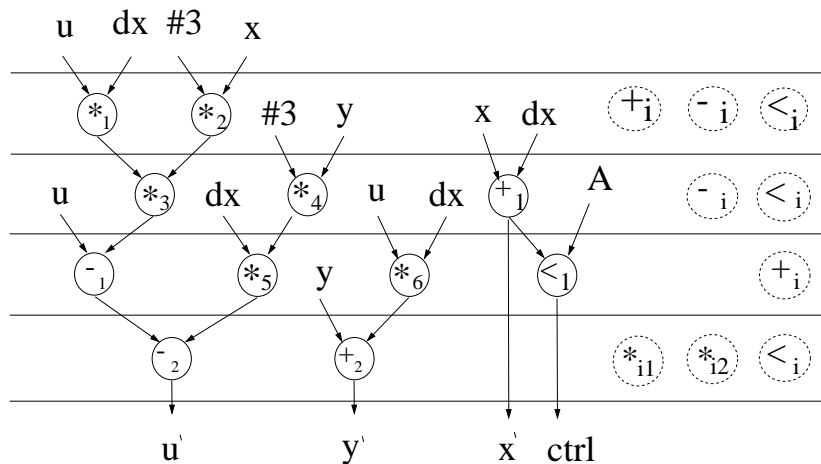 u dx #3 x
*1 *2 #3 y x dx +i -i <i
u *3 dx *4 u dx +1 A -i <i
-1 *5 y *6 <1 +i
-2 +2 *i1 *i2 <i
u' y' x' ctrl